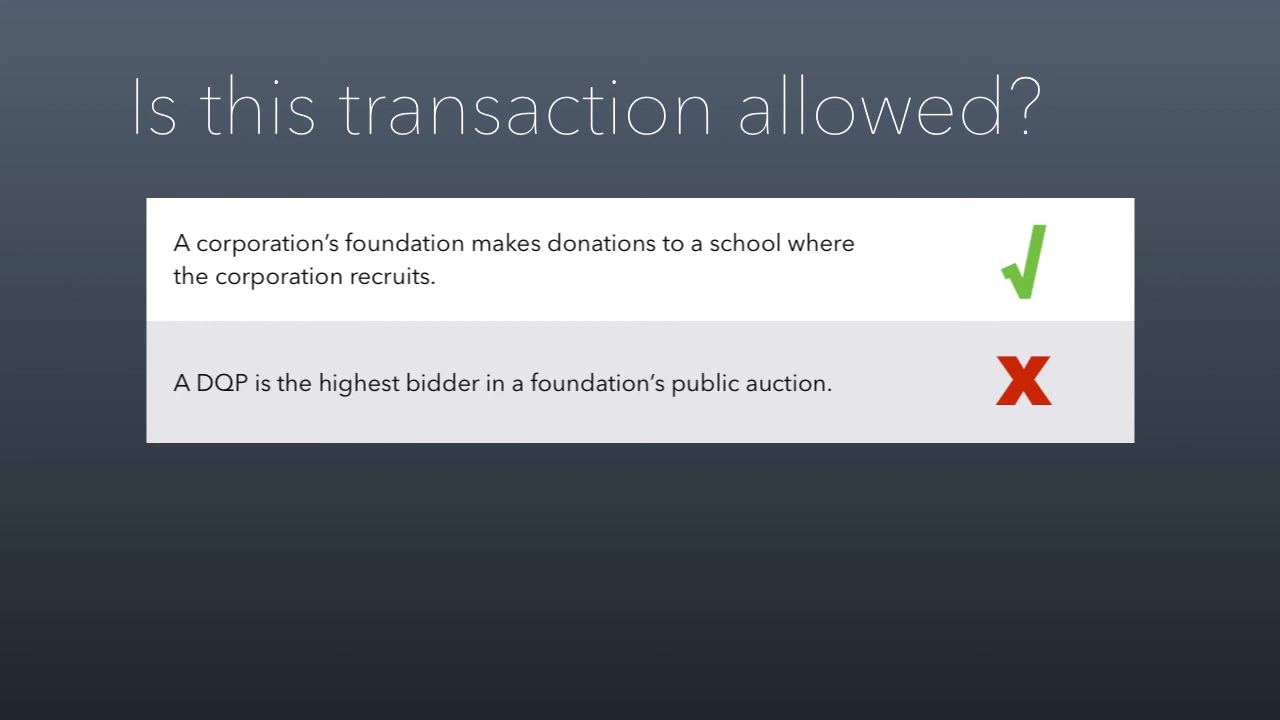 Is this transaction allowed?
A corporation's foundation makes donations to a school where
the corporation recruits.
A DQP is the highest bidder in a foundation's public auction.